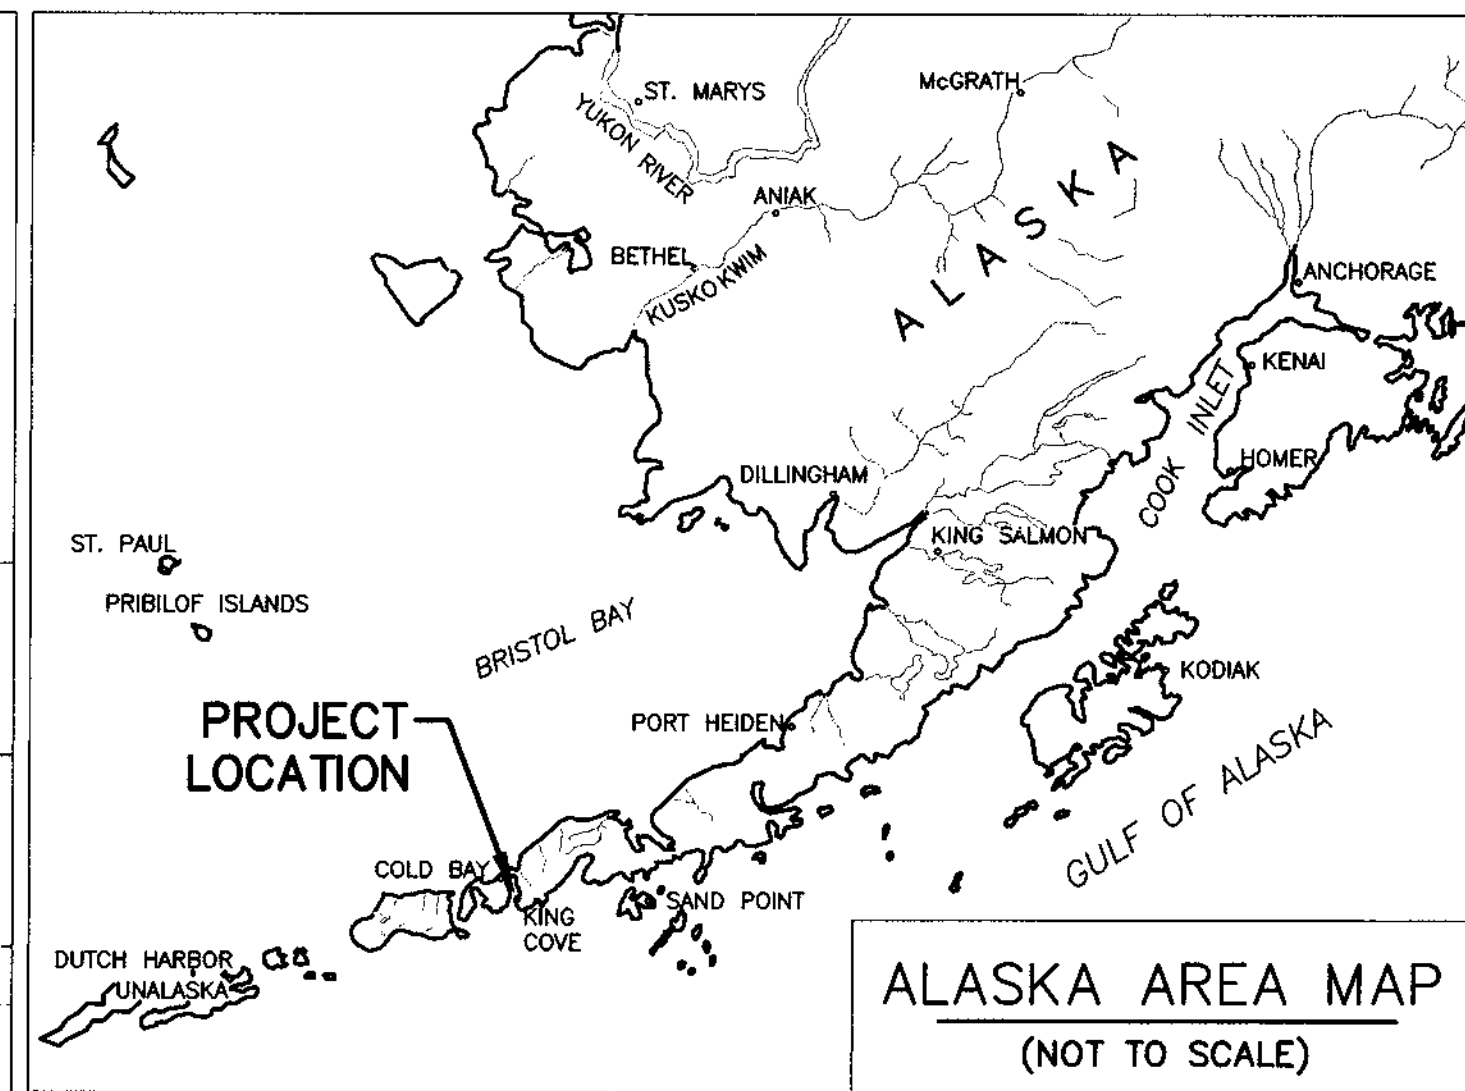 ST. MARYS
McGRATH
YUKON RIVER
ANIAK
ALASKA
BETHEL
KUSKOKWIM
ANCHORAGE
KENAI
COOK INLET
HOMER
DILLINGHAM
KING SALMON
ST. PAUL
PRIBILOF ISLANDS
BRISTOL BAY
KODIAK
PROJECT
LOCATION
PORT HEIDEN
GULF OF ALASKA
COLD BAY
SAND POINT
KING
COVE
DUTCH HARBOR
UNALASKA
ALASKA AREA MAP
(NOT TO SCALE)